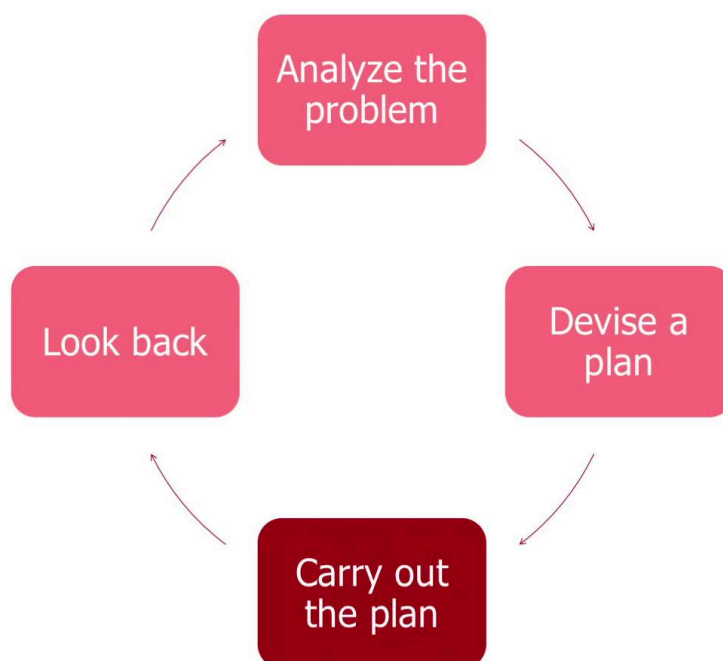 Analyze the
problem
Devise a
plan
Carry out
the plan
Look back